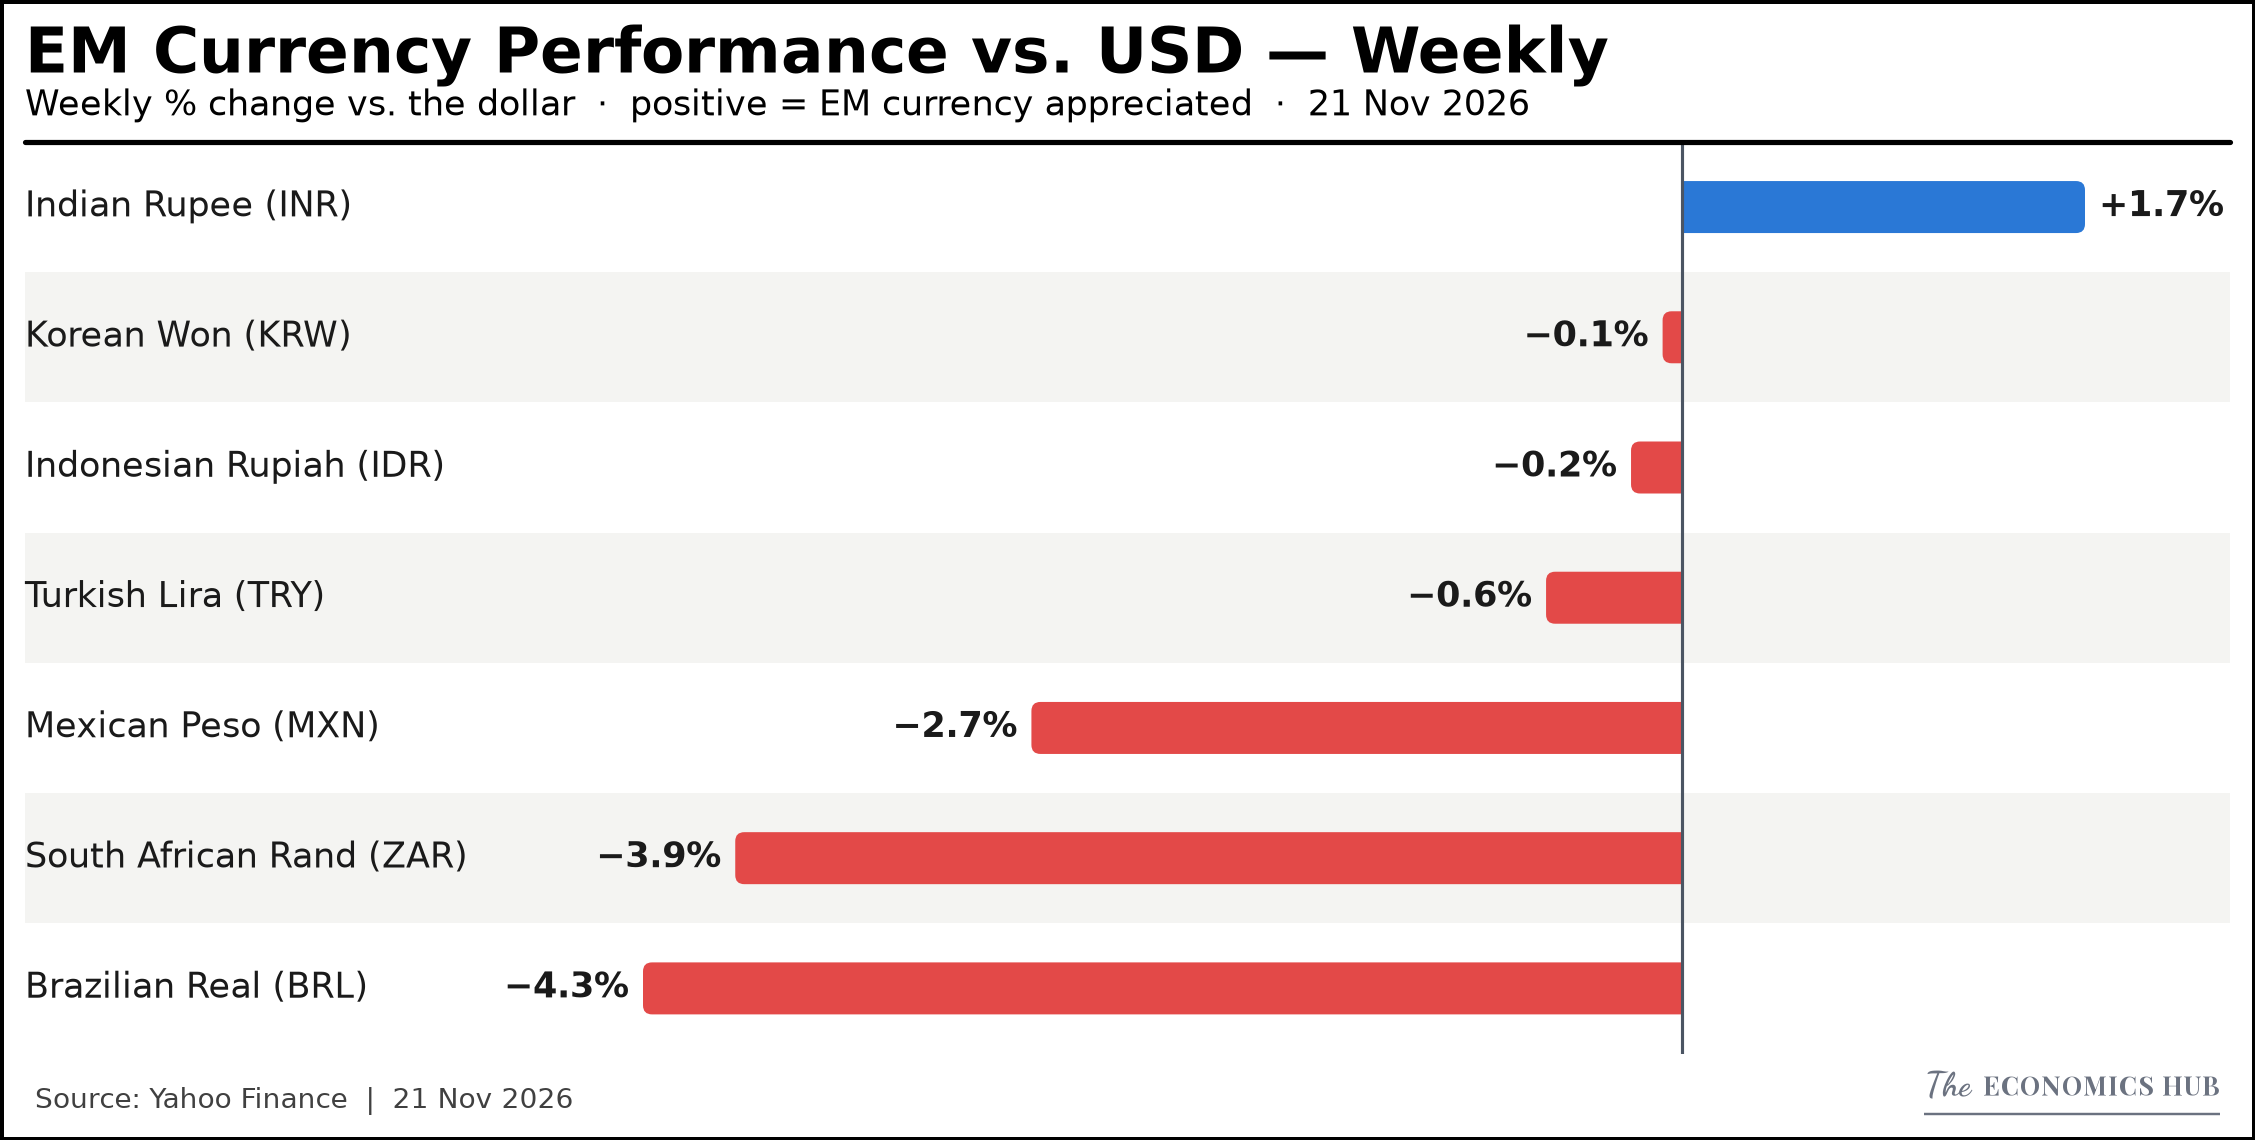 EM Currency Performance vs. USD — Weekly
Weekly % change vs. the dollar · positive = EM currency appreciated · 21 Nov 2026
Indian Rupee (INR) +1.7%
Korean Won (KRW) −0.1%
Indonesian Rupiah (IDR) −0.2%
Turkish Lira (TRY) −0.6%
Mexican Peso (MXN) −2.7%
South African Rand (ZAR) −3.9%
Brazilian Real (BRL) −4.3%
Source: Yahoo Finance | 21 Nov 2026
The ECONOMICS HUB